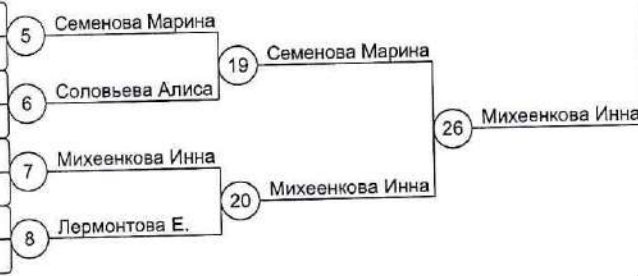 5 Семенова Марина
19 Семенова Марина
6 Соловьева Алиса
26 Михеенкова Инна
7 Михеенкова Инна
20 Михеенкова Инна
8 Лермонтова Е.